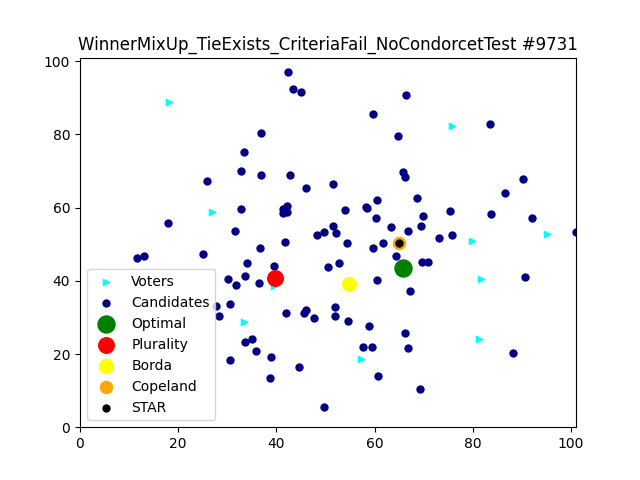 WinnerMixUp_TieExists_CriteriaFail_NoCondorcetTest #9731
100
80
60
40
20
0
Voters
Candidates
Optimal
Plurality
Borda
Copeland
STAR
0
20
40
60
80
100